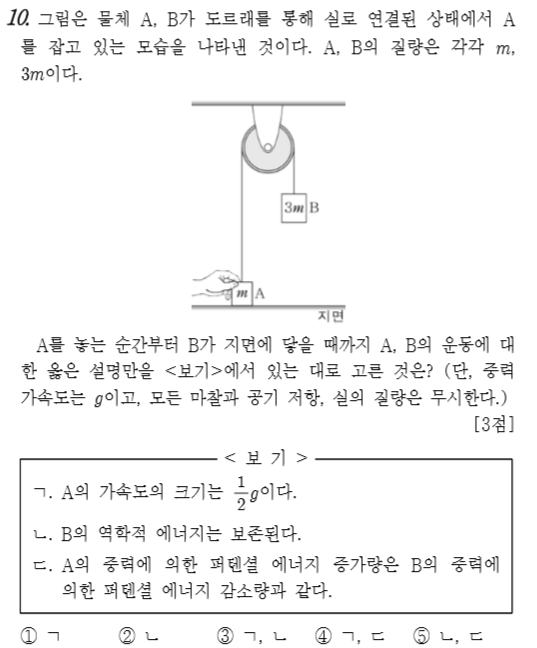 10. 그림은 물체 A, B가 도르래를 통해 실로 연결된 상태에서 A
를 잡고 있는 모습을 나타낸 것이다. A, B의 질량은 각각 m,
3m이다.
3m B
m A
지면
A를 놓는 순간부터 B가 지면에 닿을 때까지 A, B의 운동에 대
한 옳은 설명만을 <보기>에서 있는 대로 고른 것은? (단, 중력
가속도는 g이고, 모든 마찰과 공기 저항, 실의 질량은 무시한다.)
[3점]
< 보 기 >
ㄱ. A의 가속도의 크기는 1/2 g이다.
ㄴ. B의 역학적 에너지는 보존된다.
ㄷ. A의 중력에 의한 퍼텐셜 에너지 증가량은 B의 중력에
의한 퍼텐셜 에너지 감소량과 같다.
① ㄱ ② ㄴ ③ ㄱ, ㄴ ④ ㄱ, ㄷ ⑤ ㄴ, ㄷ